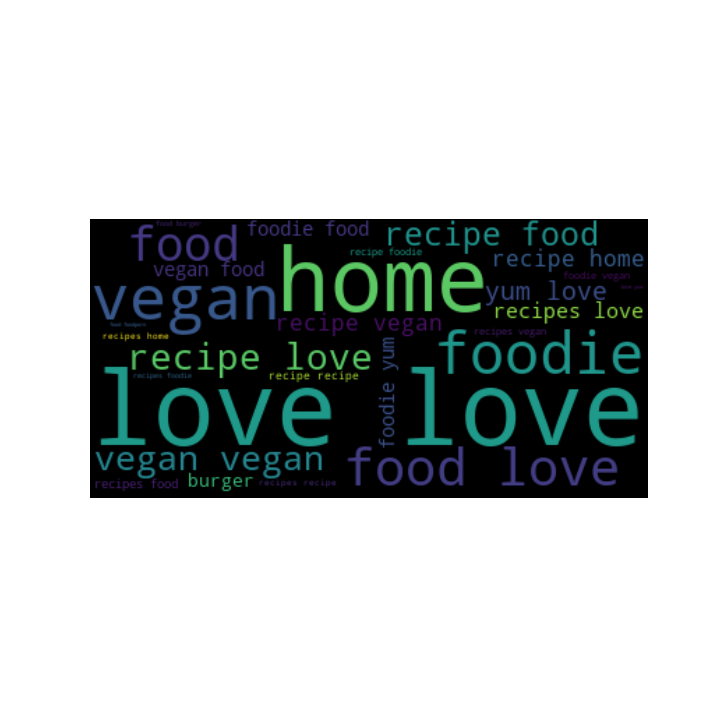 food burger
foodie food
recipe food
food
recipe foodie
recipe home
vegan food
home
foodie vegan
vegan
yum love
recipes love
recipe vegan
food foodporn
recipes vegan
recipes home
recipe love
foodie
foodie yum
recipes foodie
recipe recipe
love love
vegan vegan
food love
recipes food
burger
recipes recipe